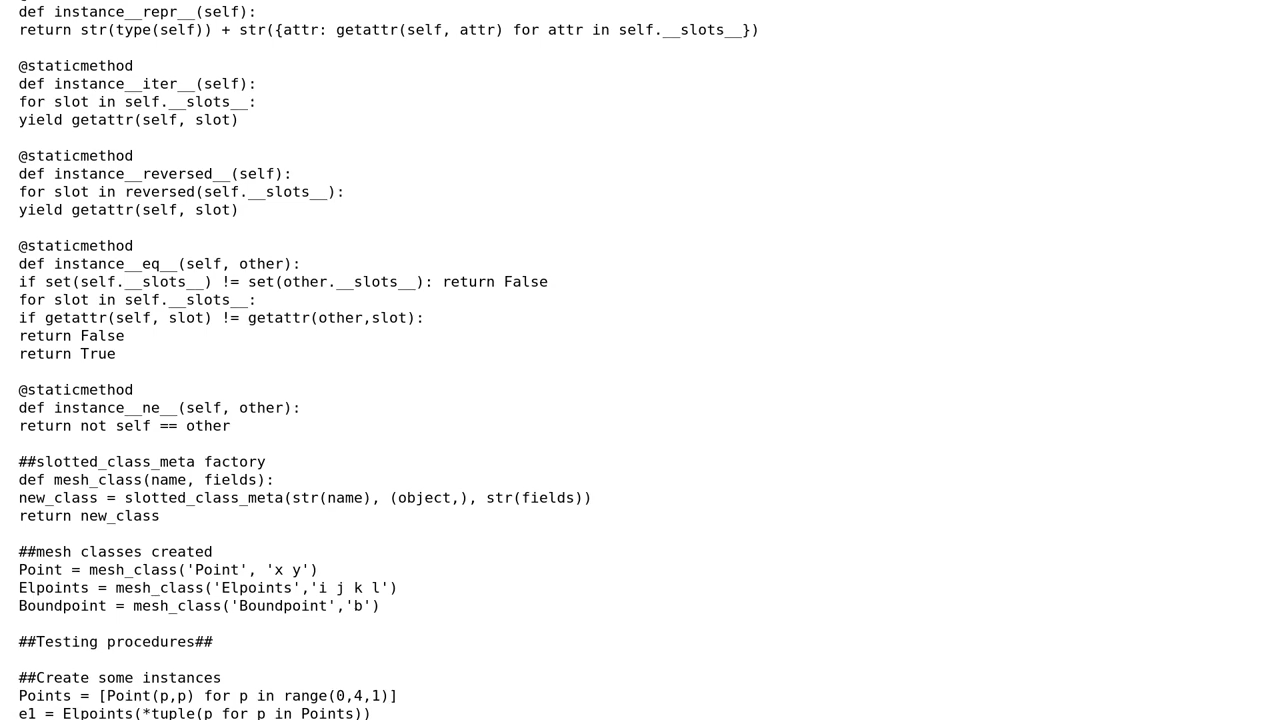 def instance__repr__(self):
return str(type(self)) + str({attr: getattr(self, attr) for attr in self.__slots__})

@staticmethod
def instance__iter__(self):
for slot in self.__slots__:
yield getattr(self, slot)

@staticmethod
def instance__reversed__(self):
for slot in reversed(self.__slots__):
yield getattr(self, slot)

@staticmethod
def instance__eq__(self, other):
if set(self.__slots__) != set(other.__slots__): return False
for slot in self.__slots__:
if getattr(self, slot) != getattr(other,slot):
return False
return True

@staticmethod
def instance__ne__(self, other):
return not self == other

##slotted_class_meta factory
def mesh_class(name, fields):
new_class = slotted_class_meta(str(name), (object,), str(fields))
return new_class

##mesh classes created
Point = mesh_class('Point', 'x y')
Elpoints = mesh_class('Elpoints','i j k l')
Boundpoint = mesh_class('Boundpoint','b')

##Testing procedures##

##Create some instances
Points = [Point(p,p) for p in range(0,4,1)]
e1 = Elpoints(*tuple(p for p in Points))